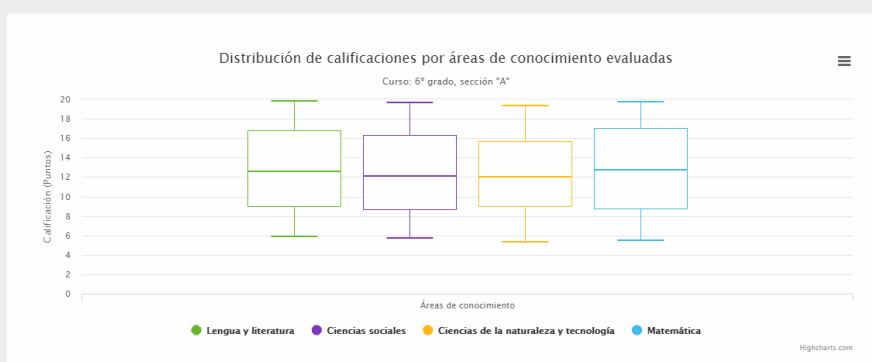 Distribución de calificaciones por áreas de conocimiento evaluadas
Curso: 6° grado, sección "A"
Calificación (Puntos)
20
18
16
14
12
10
8
6
4
2
0
Áreas de conocimiento
Lengua y literatura
Ciencias sociales
Ciencias de la naturaleza y tecnología
Matemática
Highcharts.com